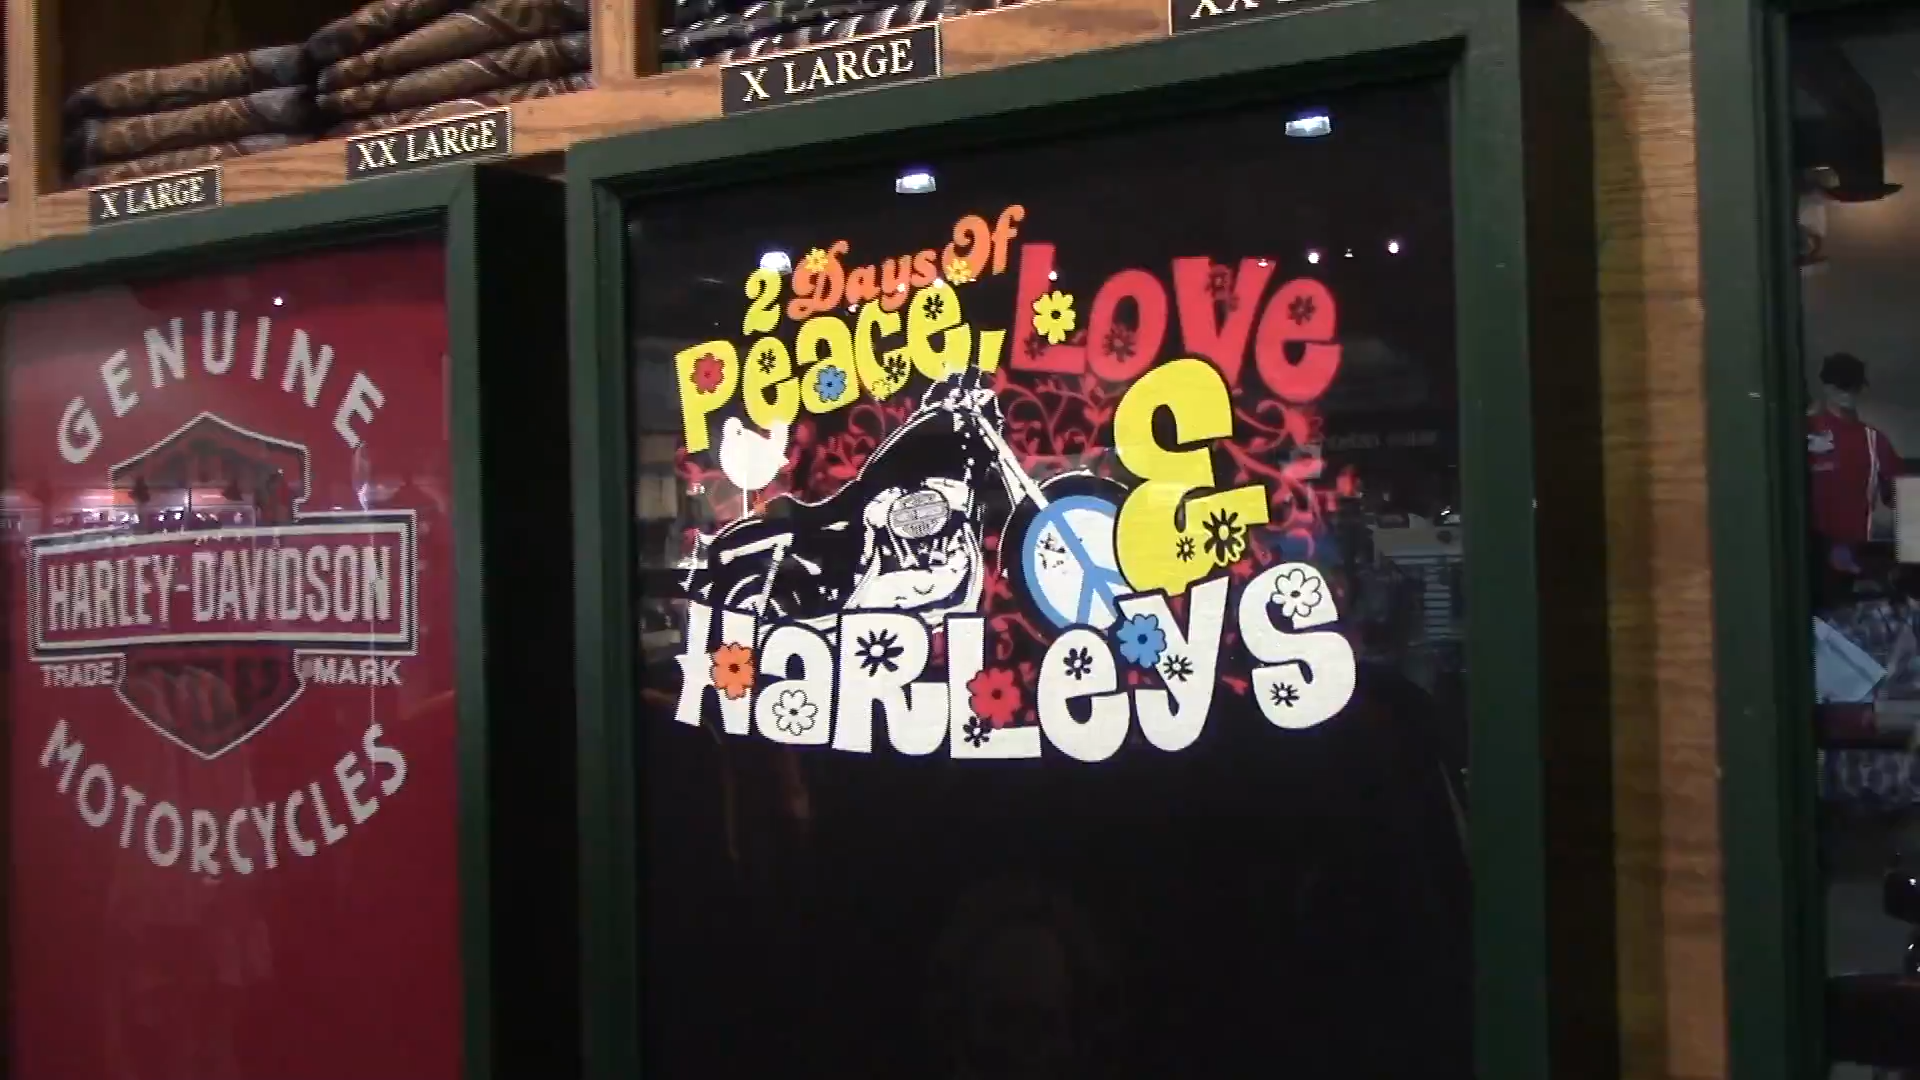 X LARGE
XX LARGE
X LARGE
GENUINE
HARLEY-DAVIDSON
TRADE MARK
MOTORCYCLES
2 Days Of
Peace, Love
&
Harleys